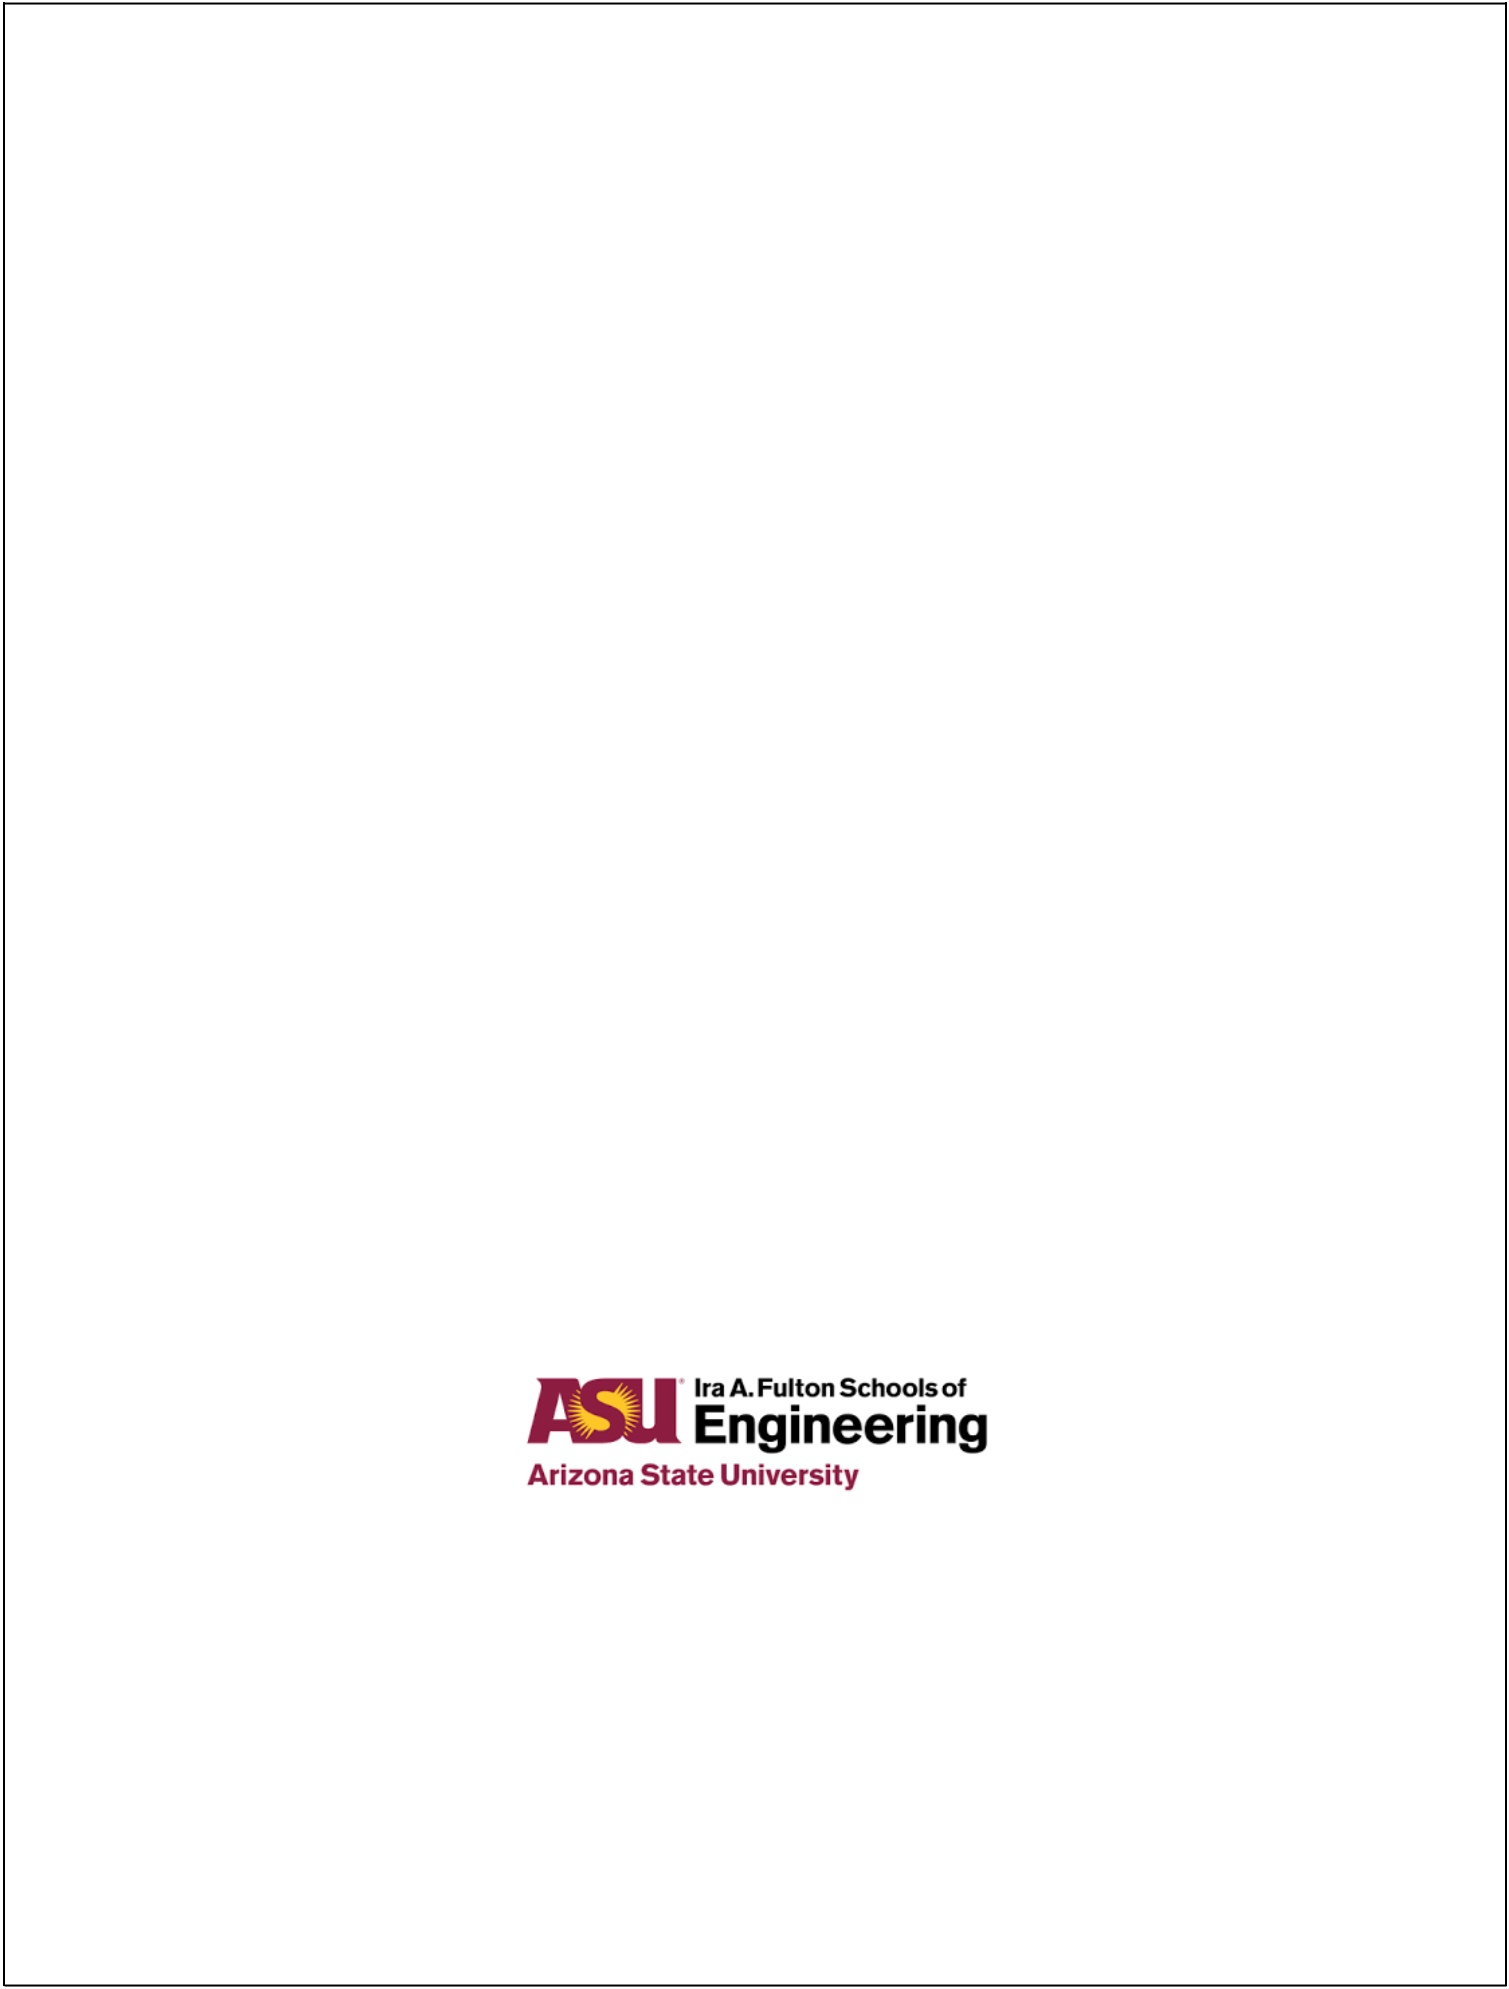 ASU® Ira A. Fulton Schools of
Engineering
Arizona State University